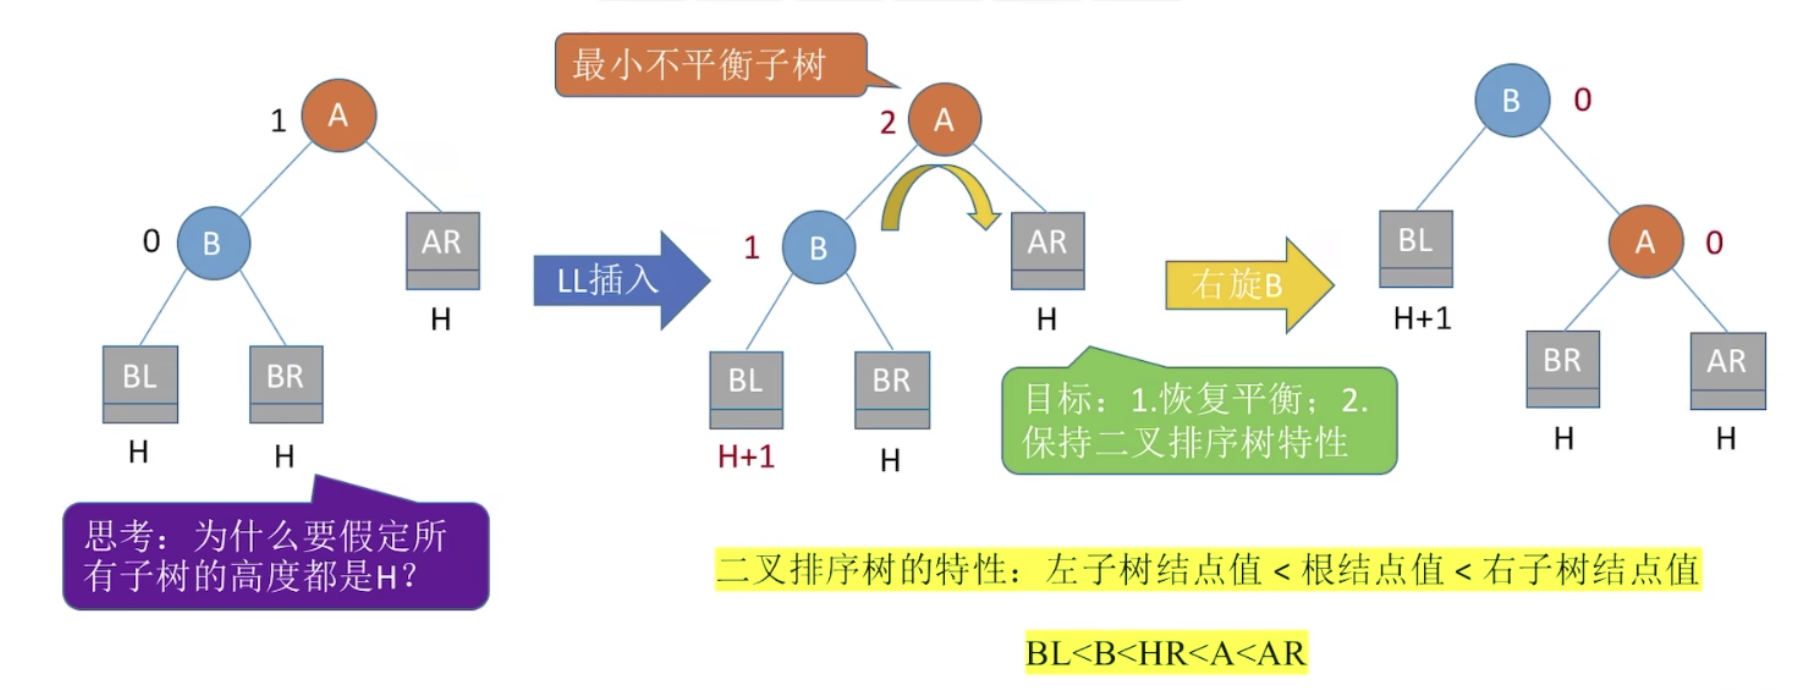 最小不平衡子树
1
A
0
B
AR
H
BL
BR
H
H
思考：为什么要假定所
有子树的高度都是H？
LL插入
2
A
1
B
AR
H
BL
BR
H+1
H
目标：1.恢复平衡；2.
保持二叉排序树特性
右旋B
B
0
BL
H+1
A
0
BR
AR
H
H
二叉排序树的特性：左子树结点值 < 根结点值 < 右子树结点值
BL<B<HR<A<AR